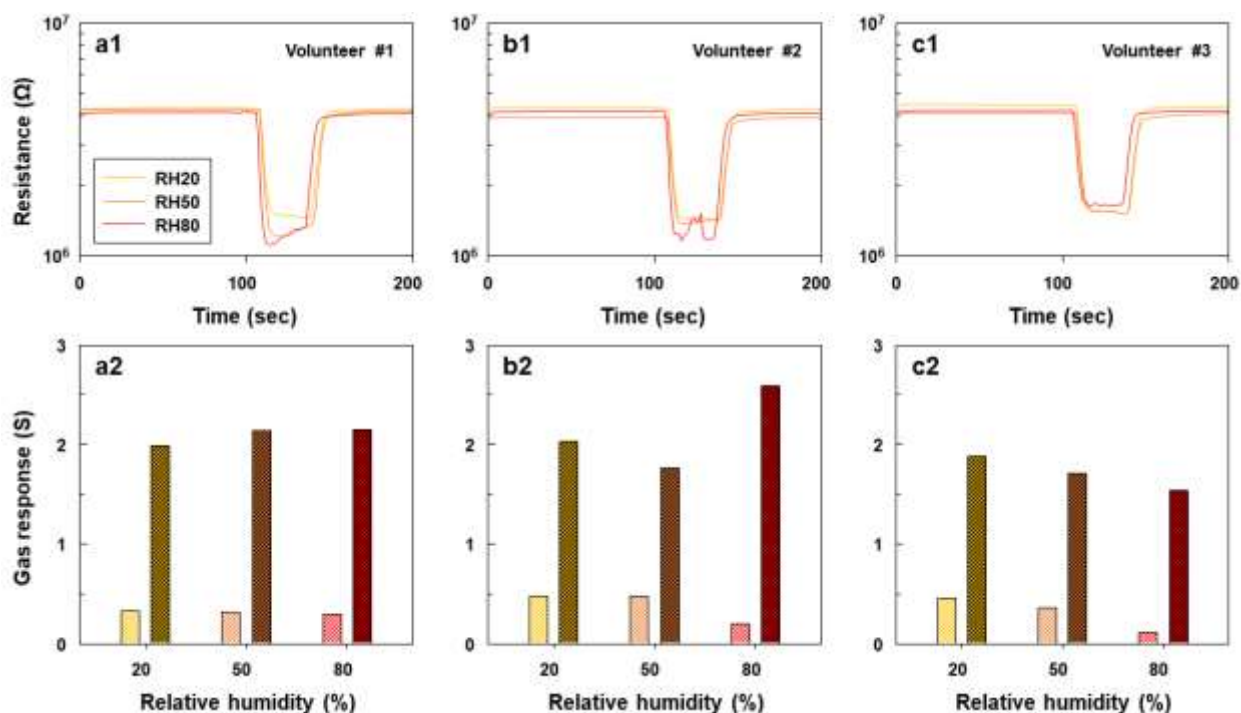 10⁷
a1
Volunteer #1
Resistance (Ω)
RH20
RH50
RH80
10⁶
0
100
200
Time (sec)
10⁷
b1
Volunteer #2
10⁶
0
100
200
Time (sec)
10⁷
c1
Volunteer #3
10⁶
0
100
200
Time (sec)
3
a2
Gas response (S)
2
1
0
20
50
80
Relative humidity (%)
3
b2
2
1
0
20
50
80
Relative humidity (%)
3
c2
2
1
0
20
50
80
Relative humidity (%)